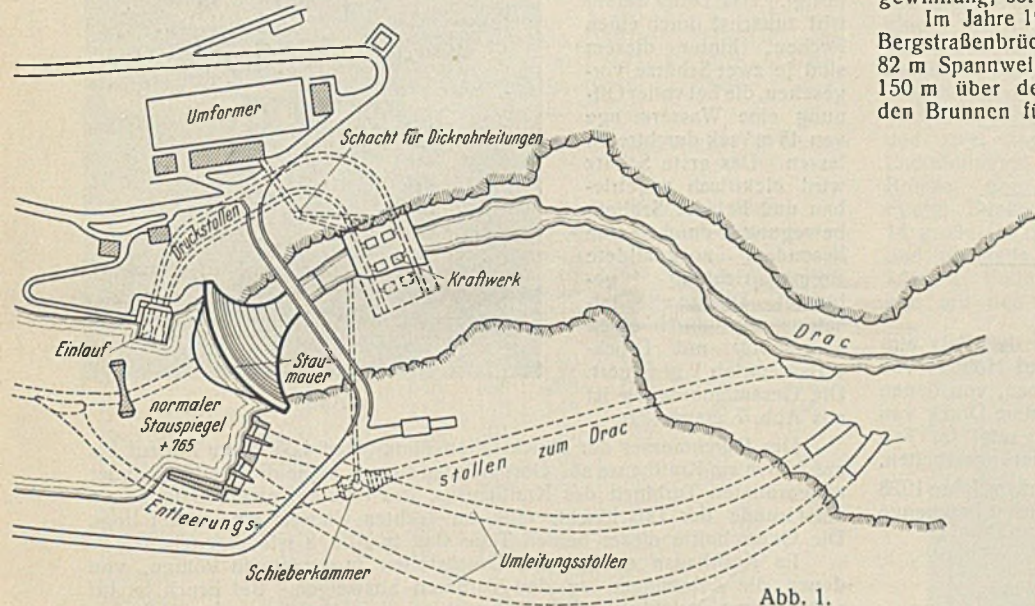 gewinnung,
Im Jahre 19
Bergstraßenbrüc
82 m Spannwei
150 m über de
den Brunnen fü
Umformer
Schacht für Dickrohrleitungen
Druckstollen
Kraftwerk
Drac
Einlauf
Stau-
mauer
normaler
Stauspiegel
+ 765
stollen zum Drac
Entleerungs-
Umleitungsstollen
Schieberkammer
Abb. 1.